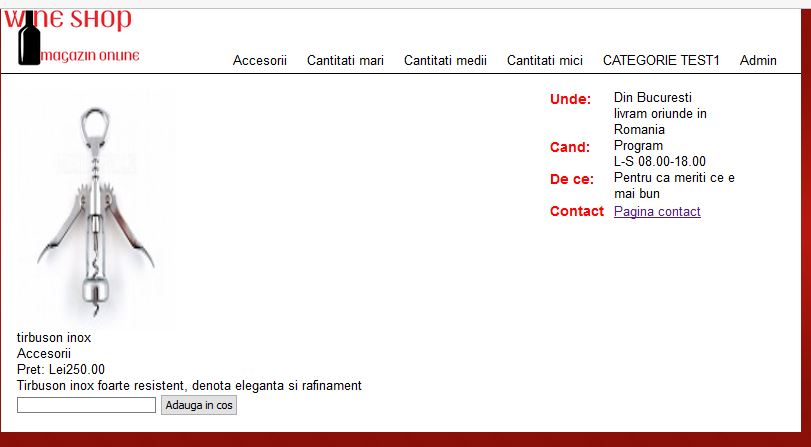 WINE SHOP
magazin online
Accesorii Cantitati mari Cantitati medii Cantitati mici CATEGORIE TEST1 Admin
Unde: Din Bucuresti
livram oriunde in
Romania
Cand: Program
L-S 08.00-18.00
De ce: Pentru ca meriti ce e
mai bun
Contact Pagina contact
tirbuson inox
Accesorii
Pret: Lei250.00
Tirbuson inox foarte resistent, denota eleganta si rafinament
Adauga in cos